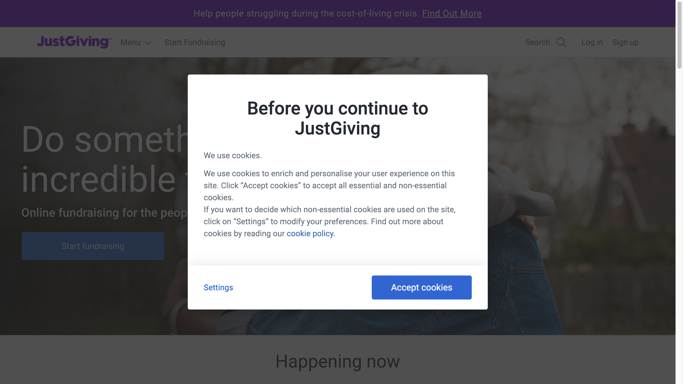 Help people struggling during the cost-of-living crisis. Find Out More
JustGiving
Menu
Start Fundraising
Search
Log in
Sign up
Do someth
incredible
Online fundraising for the peop
Start fundraising
Before you continue to
JustGiving
We use cookies.
We use cookies to enrich and personalise your user experience on this
site. Click “Accept cookies” to accept all essential and non-essential
cookies.
If you want to decide which non-essential cookies are used on the site,
click on “Settings” to modify your preferences. Find out more about
cookies by reading our cookie policy.
Settings
Accept cookies
Happening now